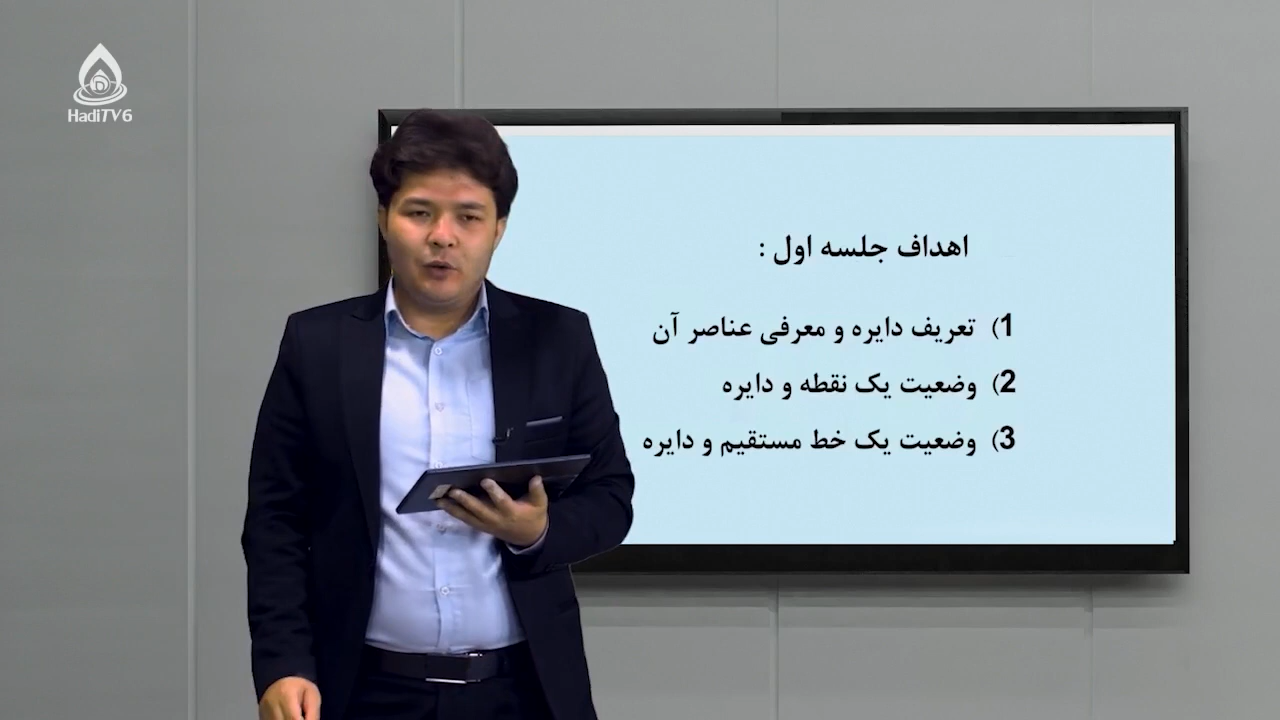 HadiTV6
اهداف جلسه اول :
1) تعریف دایره و معرفی عناصر آن
2) وضعیت یک نقطه و دایره
3) وضعیت یک خط مستقیم و دایره